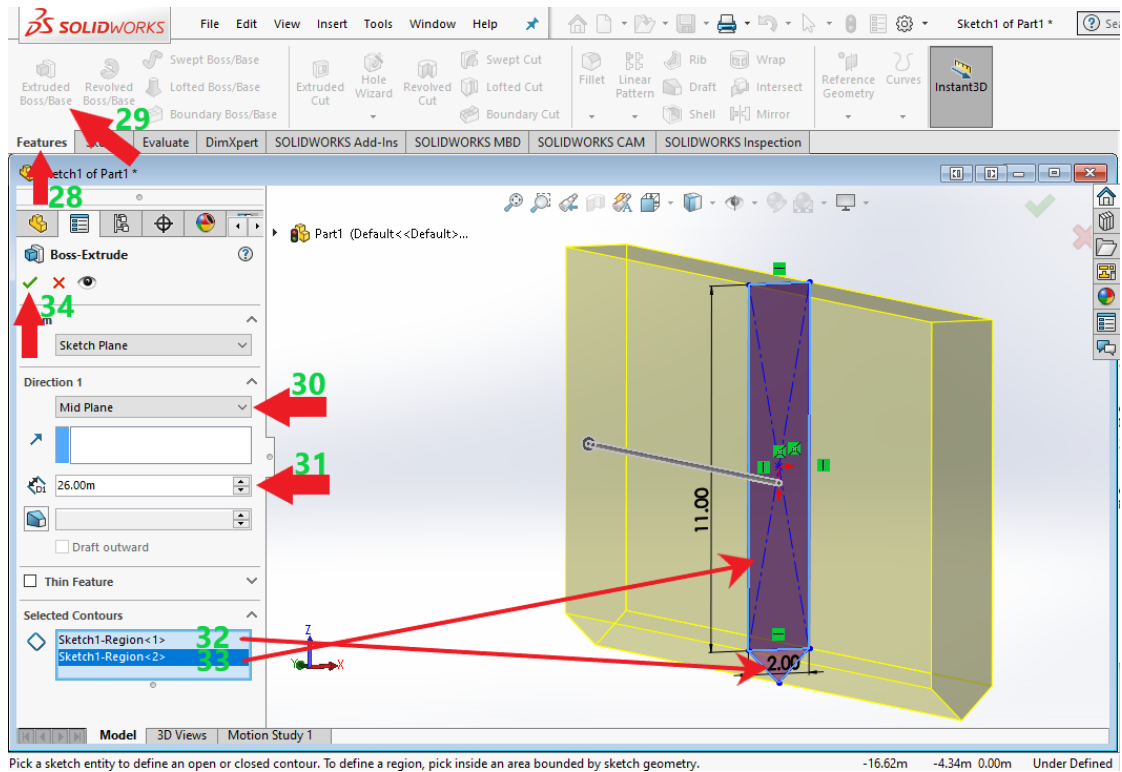 SOLIDWORKS File Edit View Insert Tools Window Help Sketch1 of Part1 * ? Sea
Extruded Boss/Base
Revolved Boss/Base
Swept Boss/Base
Lofted Boss/Base
Boundary Boss/Base
Extruded Cut
Hole Wizard
Revolved Cut
Swept Cut
Lofted Cut
Boundary Cut
Fillet
Linear Pattern
Rib
Draft
Shell
Wrap
Intersect
Mirror
Reference Geometry
Curves
Instant3D
29
Features Evaluate DimXpert SOLIDWORKS Add-Ins SOLIDWORKS MBD SOLIDWORKS CAM SOLIDWORKS Inspection
etch1 of Part1 *
28
Part1 (Default<<Default>...
Boss-Extrude ?
34
Sketch Plane
Direction 1
30
Mid Plane
31
26.00m
D1
Draft outward
Thin Feature
Selected Contours
Sketch1-Region<1> 32
Sketch1-Region<2> 33
11.00
2.00
Z
Y X
Model 3D Views Motion Study 1
Pick a sketch entity to define an open or closed contour. To define a region, pick inside an area bounded by sketch geometry. -16.62m -4.34m 0.00m Under Defined